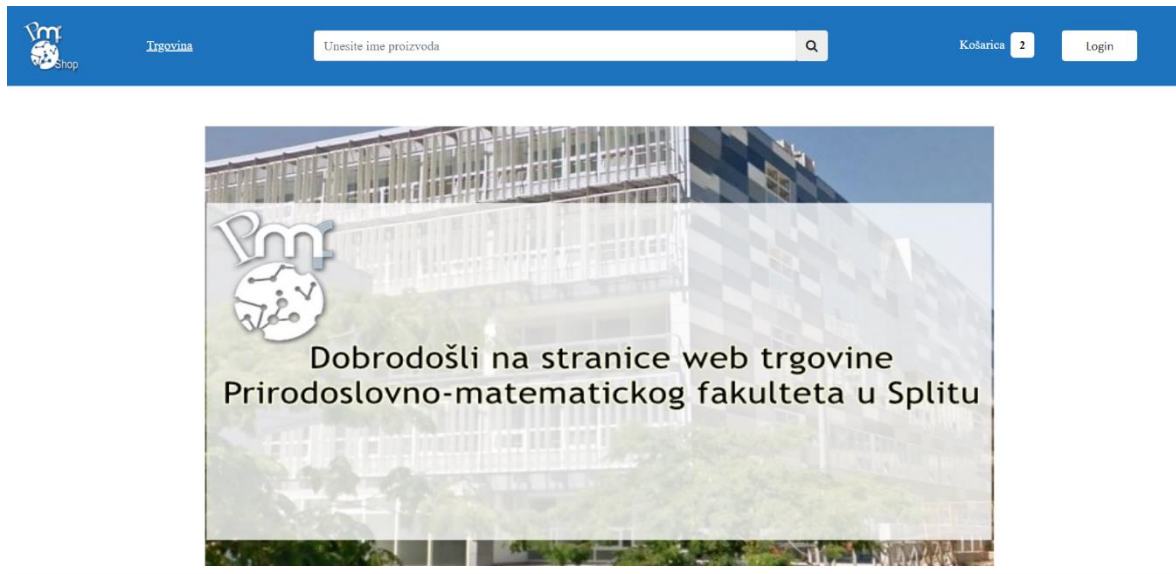 Pmf
Shop
Trgovina
Unesite ime proizvoda
Košarica 2
Login
Pmf
Dobrodošli na stranice web trgovine
Prirodoslovno-matematickog fakulteta u Splitu